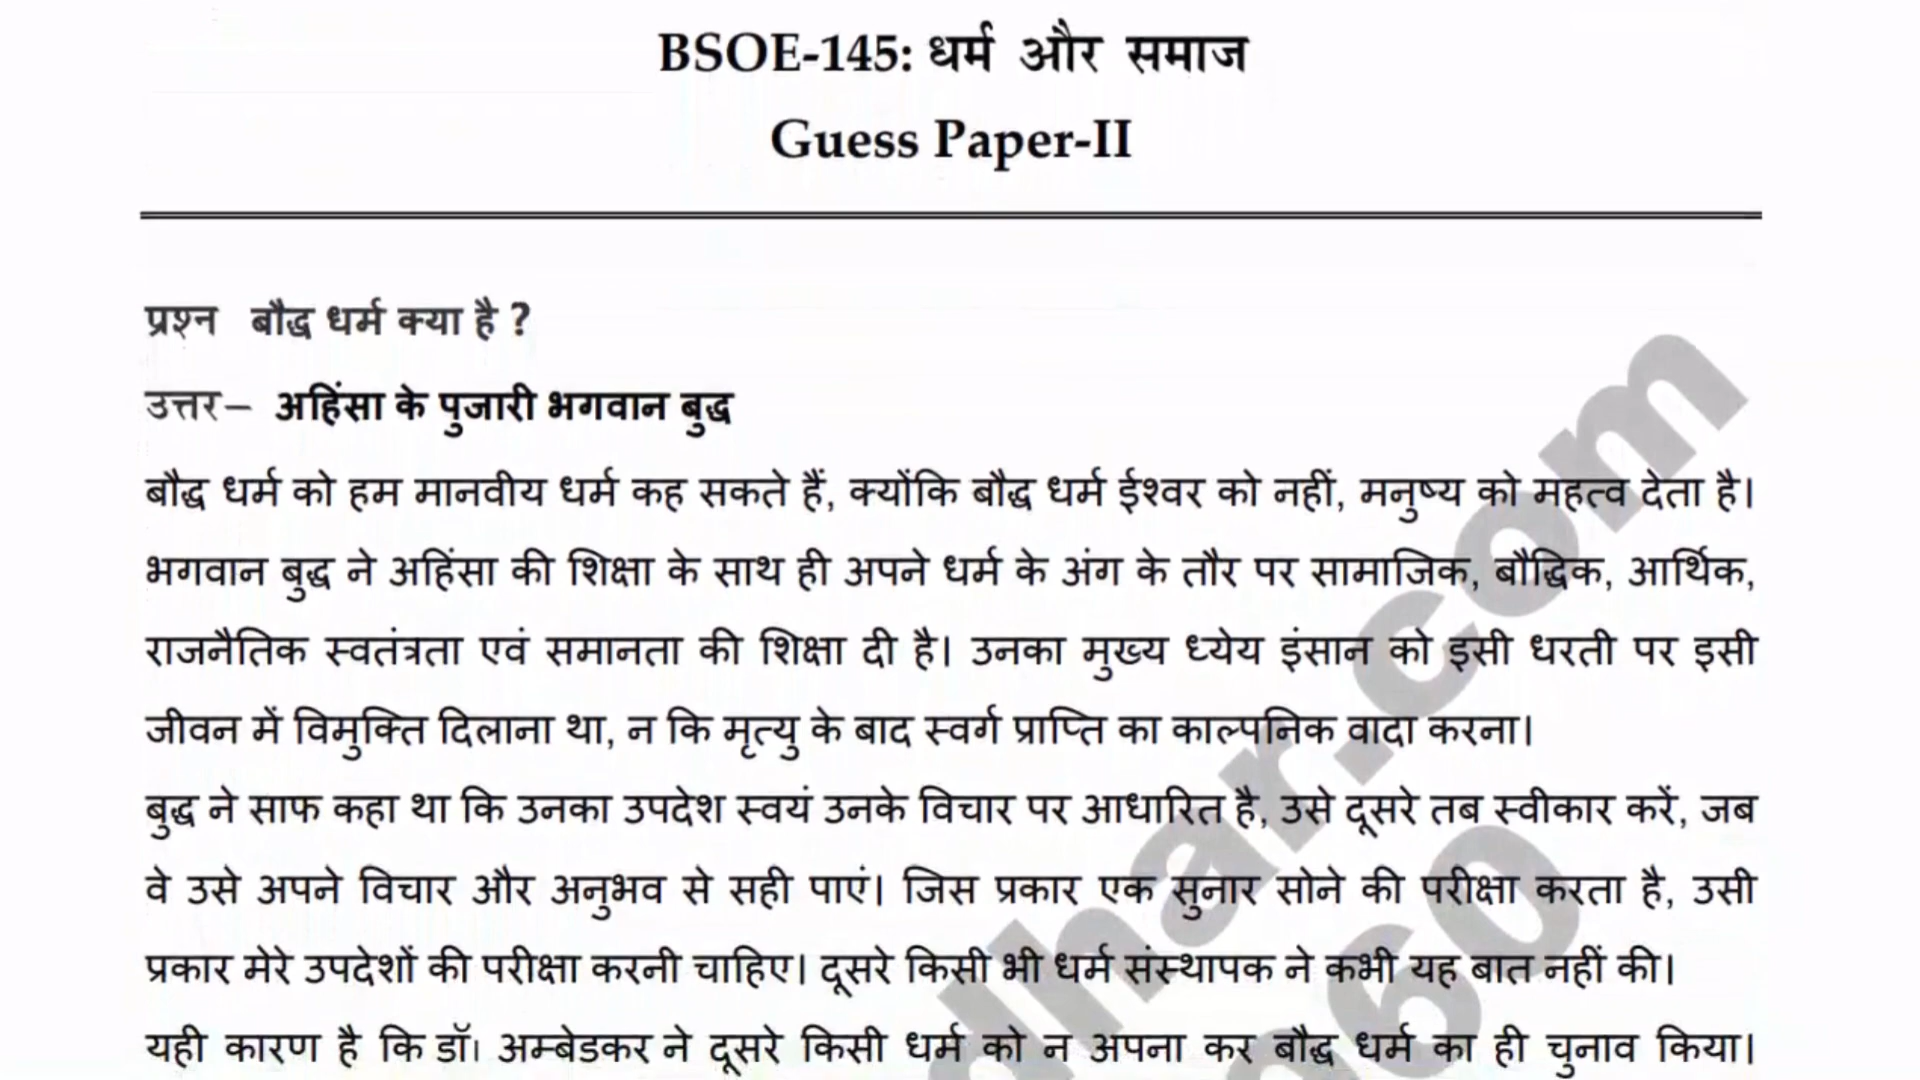 BSOE-145: धर्म और समाज
Guess Paper-II
प्रश्न बौद्ध धर्म क्या है ?
उत्तर– अहिंसा के पुजारी भगवान बुद्ध
बौद्ध धर्म को हम मानवीय धर्म कह सकते हैं, क्योंकि बौद्ध धर्म ईश्वर को नहीं, मनुष्य को महत्व देता है।
भगवान बुद्ध ने अहिंसा की शिक्षा के साथ ही अपने धर्म के अंग के तौर पर सामाजिक, बौद्धिक, आर्थिक,
राजनैतिक स्वतंत्रता एवं समानता की शिक्षा दी है। उनका मुख्य ध्येय इंसान को इसी धरती पर इसी
जीवन में विमुक्ति दिलाना था, न कि मृत्यु के बाद स्वर्ग प्राप्ति का काल्पनिक वादा करना।
बुद्ध ने साफ कहा था कि उनका उपदेश स्वयं उनके विचार पर आधारित है, उसे दूसरे तब स्वीकार करें, जब
वे उसे अपने विचार और अनुभव से सही पाएं। जिस प्रकार एक सुनार सोने की परीक्षा करता है, उसी
प्रकार मेरे उपदेशों की परीक्षा करनी चाहिए। दूसरे किसी भी धर्म संस्थापक ने कभी यह बात नहीं की।
यही कारण है कि डॉ। अम्बेडकर ने दूसरे किसी धर्म को न अपना कर बौद्ध धर्म का ही चुनाव किया।
dhar.com
960